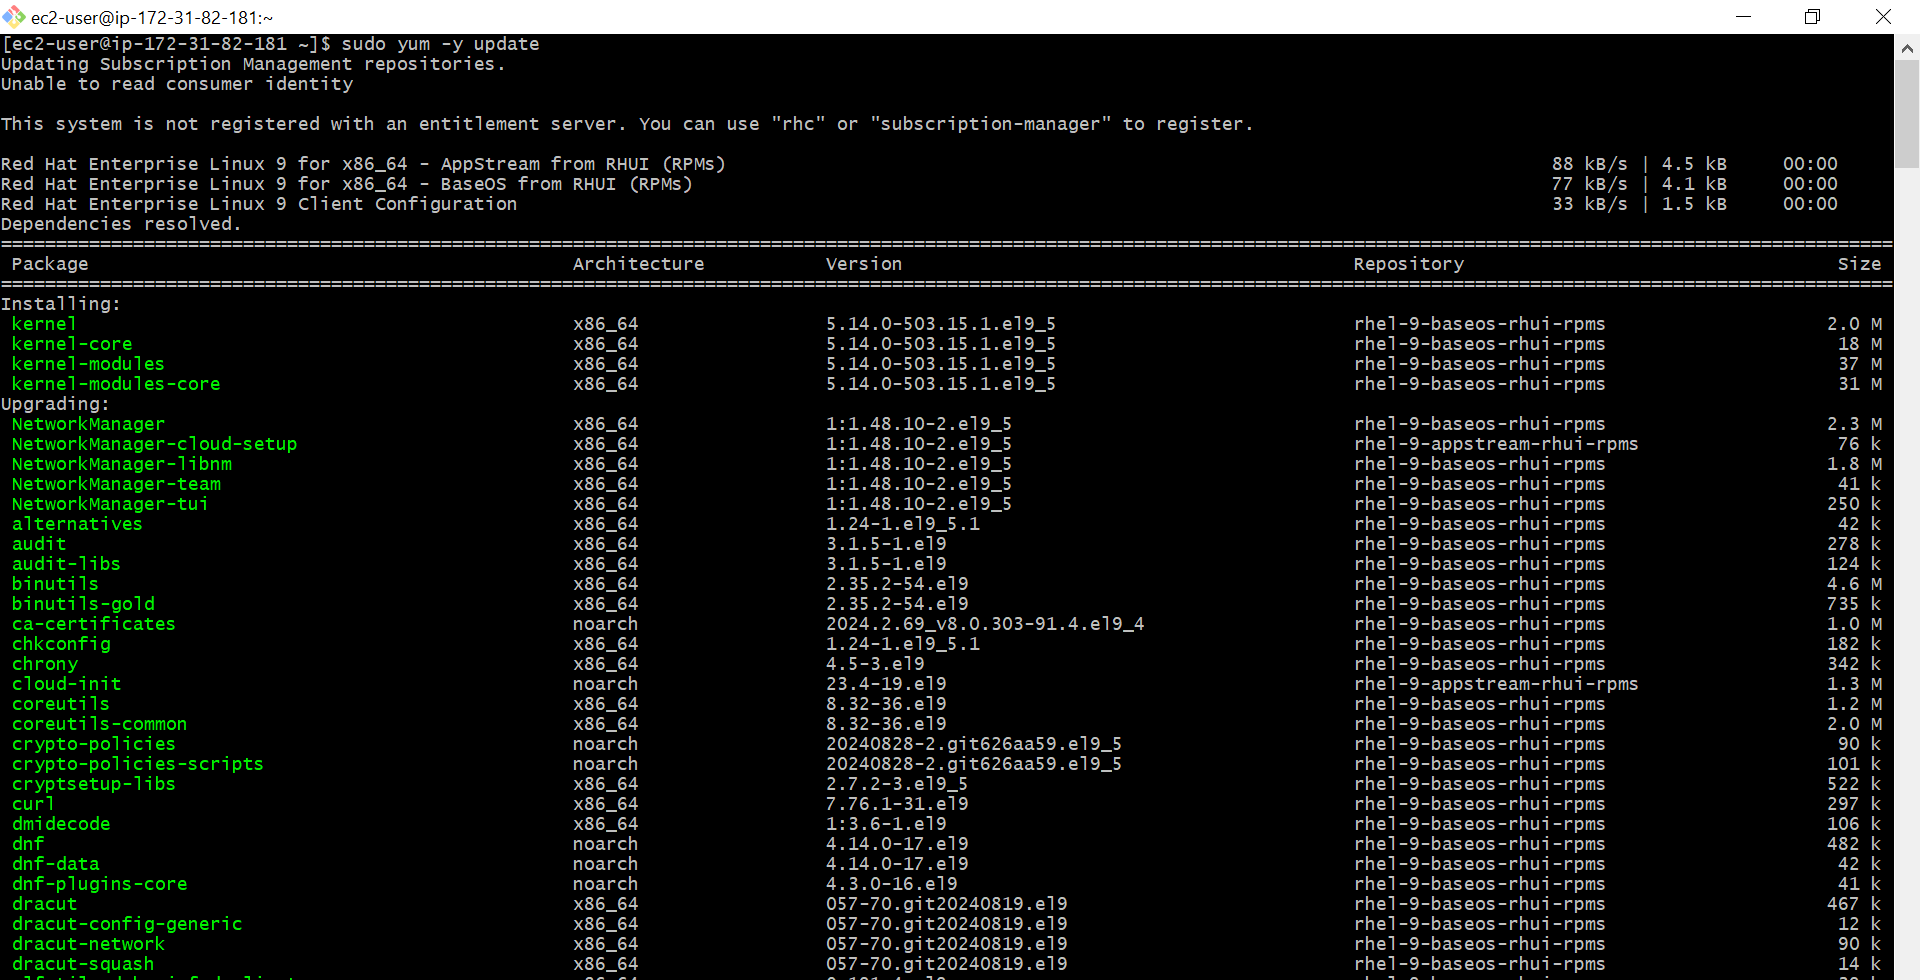 ec2-user@ip-172-31-82-181:~
[ec2-user@ip-172-31-82-181 ~]$ sudo yum -y update
Updating Subscription Management repositories.
Unable to read consumer identity
This system is not registered with an entitlement server. You can use "rhc" or "subscription-manager" to register.
Red Hat Enterprise Linux 9 for x86_64 - AppStream from RHUI (RPMs) 88 kB/s | 4.5 kB 00:00
Red Hat Enterprise Linux 9 for x86_64 - BaseOS from RHUI (RPMs) 77 kB/s | 4.1 kB 00:00
Red Hat Enterprise Linux 9 Client Configuration 33 kB/s | 1.5 kB 00:00
Dependencies resolved.
Package Architecture Version Repository Size
Installing:
kernel x86_64 5.14.0-503.15.1.el9_5 rhel-9-baseos-rhui-rpms 2.0 M
kernel-core x86_64 5.14.0-503.15.1.el9_5 rhel-9-baseos-rhui-rpms 18 M
kernel-modules x86_64 5.14.0-503.15.1.el9_5 rhel-9-baseos-rhui-rpms 37 M
kernel-modules-core x86_64 5.14.0-503.15.1.el9_5 rhel-9-baseos-rhui-rpms 31 M
Upgrading:
NetworkManager x86_64 1:1.48.10-2.el9_5 rhel-9-baseos-rhui-rpms 2.3 M
NetworkManager-cloud-setup x86_64 1:1.48.10-2.el9_5 rhel-9-appstream-rhui-rpms 76 k
NetworkManager-libnm x86_64 1:1.48.10-2.el9_5 rhel-9-baseos-rhui-rpms 1.8 M
NetworkManager-team x86_64 1:1.48.10-2.el9_5 rhel-9-baseos-rhui-rpms 41 k
NetworkManager-tui x86_64 1:1.48.10-2.el9_5 rhel-9-baseos-rhui-rpms 250 k
alternatives x86_64 1.24-1.el9_5.1 rhel-9-baseos-rhui-rpms 42 k
audit x86_64 3.1.5-1.el9 rhel-9-baseos-rhui-rpms 278 k
audit-libs x86_64 3.1.5-1.el9 rhel-9-baseos-rhui-rpms 124 k
binutils x86_64 2.35.2-54.el9 rhel-9-baseos-rhui-rpms 4.6 M
binutils-gold x86_64 2.35.2-54.el9 rhel-9-baseos-rhui-rpms 735 k
ca-certificates noarch 2024.2.69_v8.0.303-91.4.el9_4 rhel-9-baseos-rhui-rpms 1.0 M
chkconfig x86_64 1.24-1.el9_5.1 rhel-9-baseos-rhui-rpms 182 k
chrony x86_64 4.5-3.el9 rhel-9-baseos-rhui-rpms 342 k
cloud-init noarch 23.4-19.el9 rhel-9-appstream-rhui-rpms 1.3 M
coreutils x86_64 8.32-36.el9 rhel-9-baseos-rhui-rpms 1.2 M
coreutils-common x86_64 8.32-36.el9 rhel-9-baseos-rhui-rpms 2.0 M
crypto-policies noarch 20240828-2.git626aa59.el9_5 rhel-9-baseos-rhui-rpms 90 k
crypto-policies-scripts noarch 20240828-2.git626aa59.el9_5 rhel-9-baseos-rhui-rpms 101 k
cryptsetup-libs x86_64 2.7.2-3.el9_5 rhel-9-baseos-rhui-rpms 522 k
curl x86_64 7.76.1-31.el9 rhel-9-baseos-rhui-rpms 297 k
dmidecode x86_64 1:3.6-1.el9 rhel-9-baseos-rhui-rpms 106 k
dnf noarch 4.14.0-17.el9 rhel-9-baseos-rhui-rpms 482 k
dnf-data noarch 4.14.0-17.el9 rhel-9-baseos-rhui-rpms 42 k
dnf-plugins-core noarch 4.3.0-16.el9 rhel-9-baseos-rhui-rpms 41 k
dracut x86_64 057-70.git20240819.el9 rhel-9-baseos-rhui-rpms 467 k
dracut-config-generic x86_64 057-70.git20240819.el9 rhel-9-baseos-rhui-rpms 12 k
dracut-network x86_64 057-70.git20240819.el9 rhel-9-baseos-rhui-rpms 90 k
dracut-squash x86_64 057-70.git20240819.el9 rhel-9-baseos-rhui-rpms 14 k